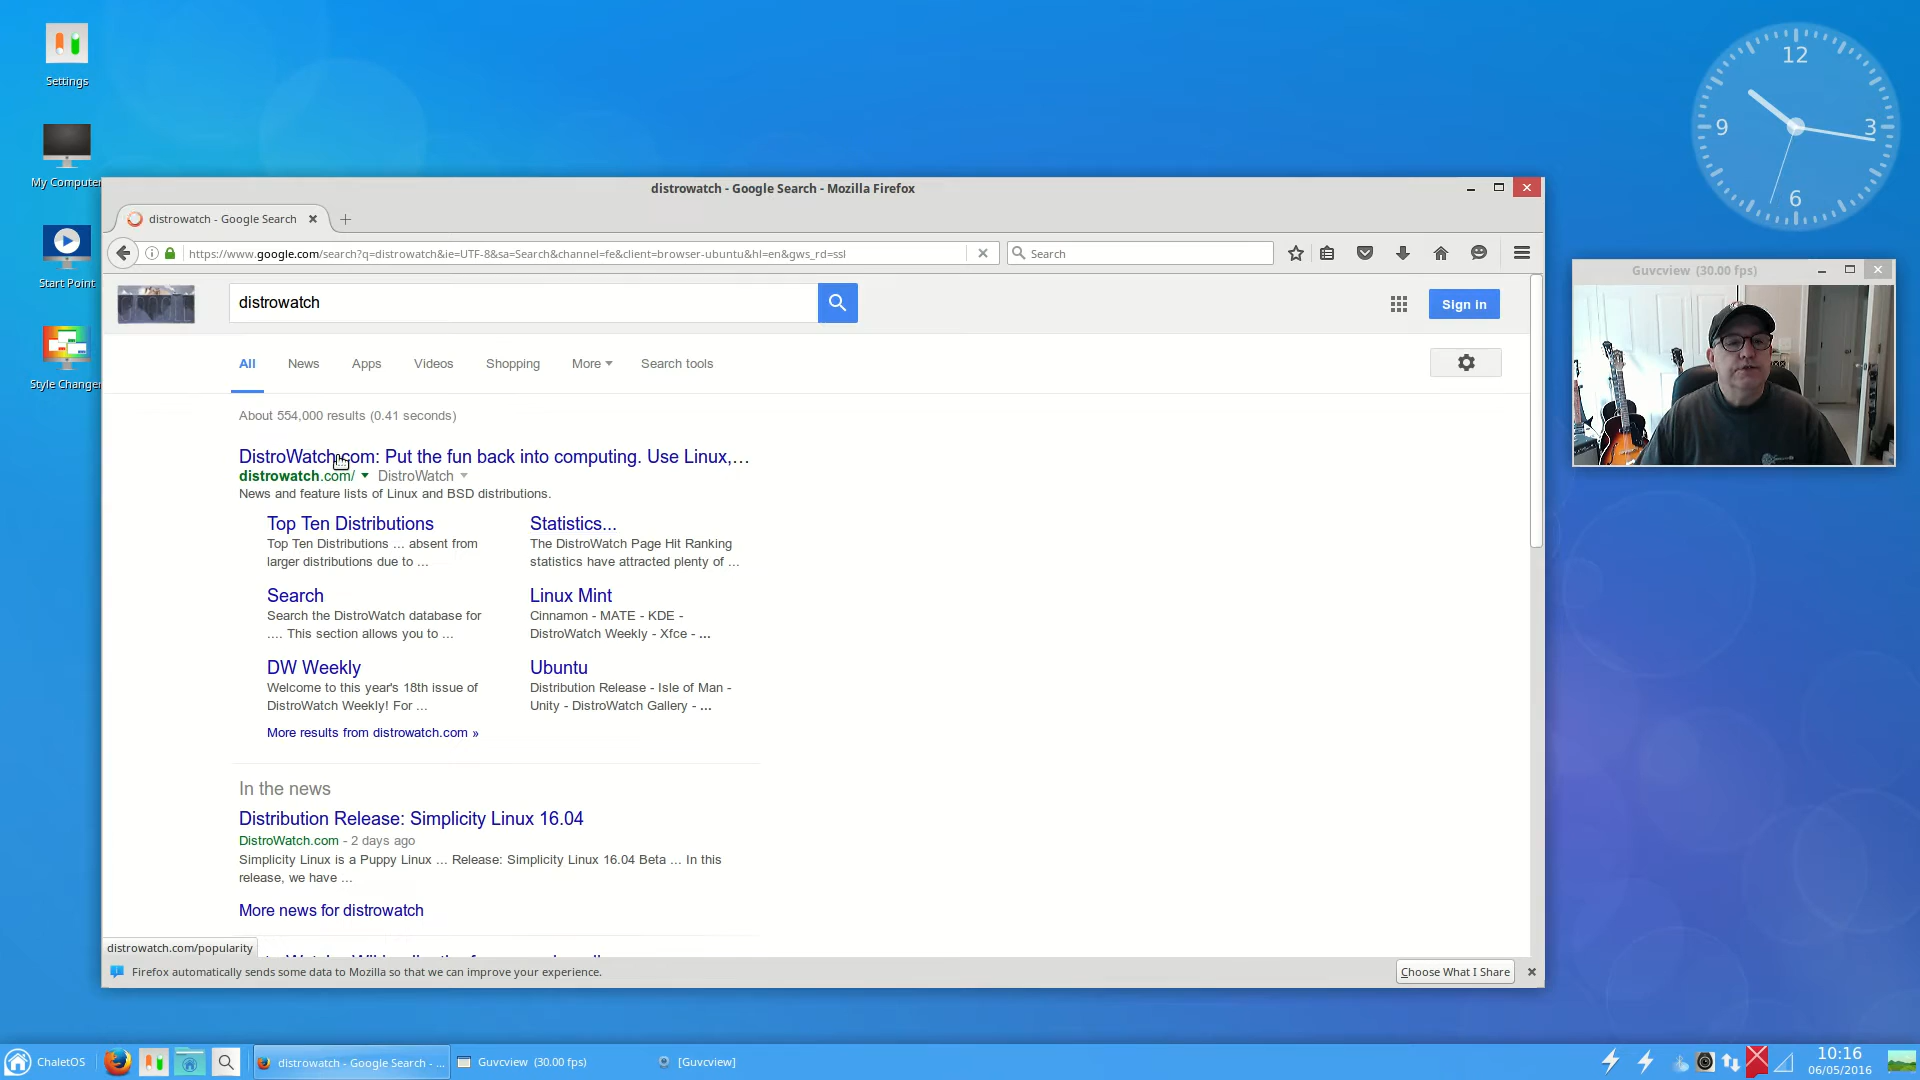 Settings
My Computer
Start Point
Style Changer
12
3
6
9
distrowatch - Google Search - Mozilla Firefox
distrowatch - Google Search
https://www.google.com/search?q=distrowatch&ie=UTF-8&sa=Search&channel=fe&client=browser-ubuntu&hl=en&gws_rd=ssl
Search
distrowatch
Sign in
All News Apps Videos Shopping More Search tools
About 554,000 results (0.41 seconds)
DistroWatch.com: Put the fun back into computing. Use Linux,...
distrowatch.com/ DistroWatch
News and feature lists of Linux and BSD distributions.
Top Ten Distributions
Top Ten Distributions ... absent from
larger distributions due to ...
Statistics...
The DistroWatch Page Hit Ranking
statistics have attracted plenty of ...
Search
Search the DistroWatch database for
.... This section allows you to ...
Linux Mint
Cinnamon - MATE - KDE -
DistroWatch Weekly - Xfce - ...
DW Weekly
Welcome to this year's 18th issue of
DistroWatch Weekly! For ...
Ubuntu
Distribution Release - Isle of Man -
Unity - DistroWatch Gallery - ...
More results from distrowatch.com »
In the news
Distribution Release: Simplicity Linux 16.04
DistroWatch.com - 2 days ago
Simplicity Linux is a Puppy Linux ... Release: Simplicity Linux 16.04 Beta ... In this
release, we have ...
More news for distrowatch
distrowatch.com/popularity
Firefox automatically sends some data to Mozilla so that we can improve your experience.
Choose What I Share
Guvcview (30.00 fps)
ChaletOS
distrowatch - Google Search - ...
Guvcview (30.00 fps)
[Guvcview]
10:16
06/05/2016